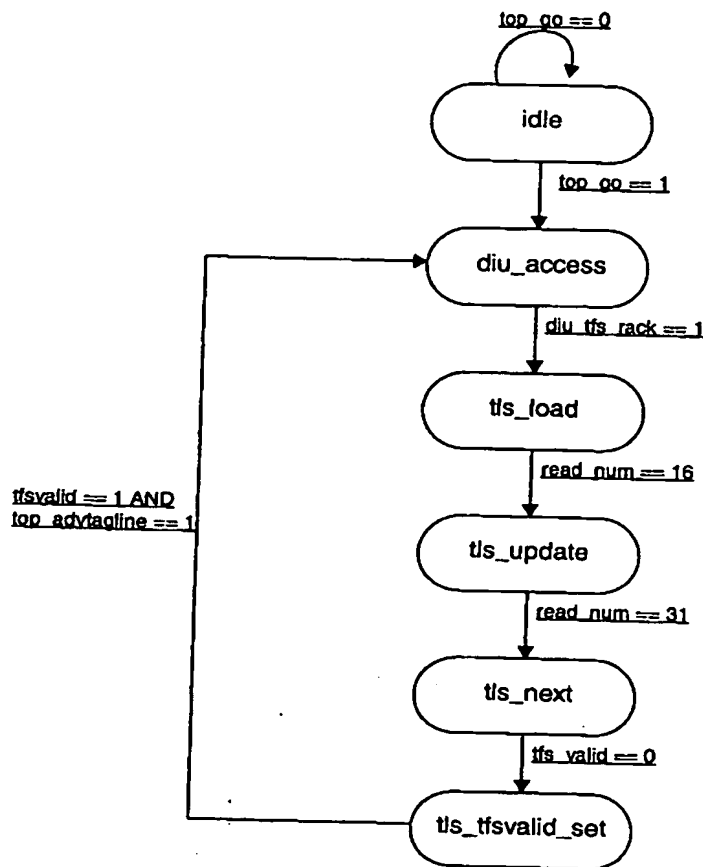 top_go == 0
idle
top_go == 1
diu_access
diu_tfs_rack == 1
tls_load
read_num == 16
tfsvalid == 1 AND
top_advtagline == 1
tls_update
read_num == 31
tls_next
tfs_valid == 0
tls_tfsvalid_set